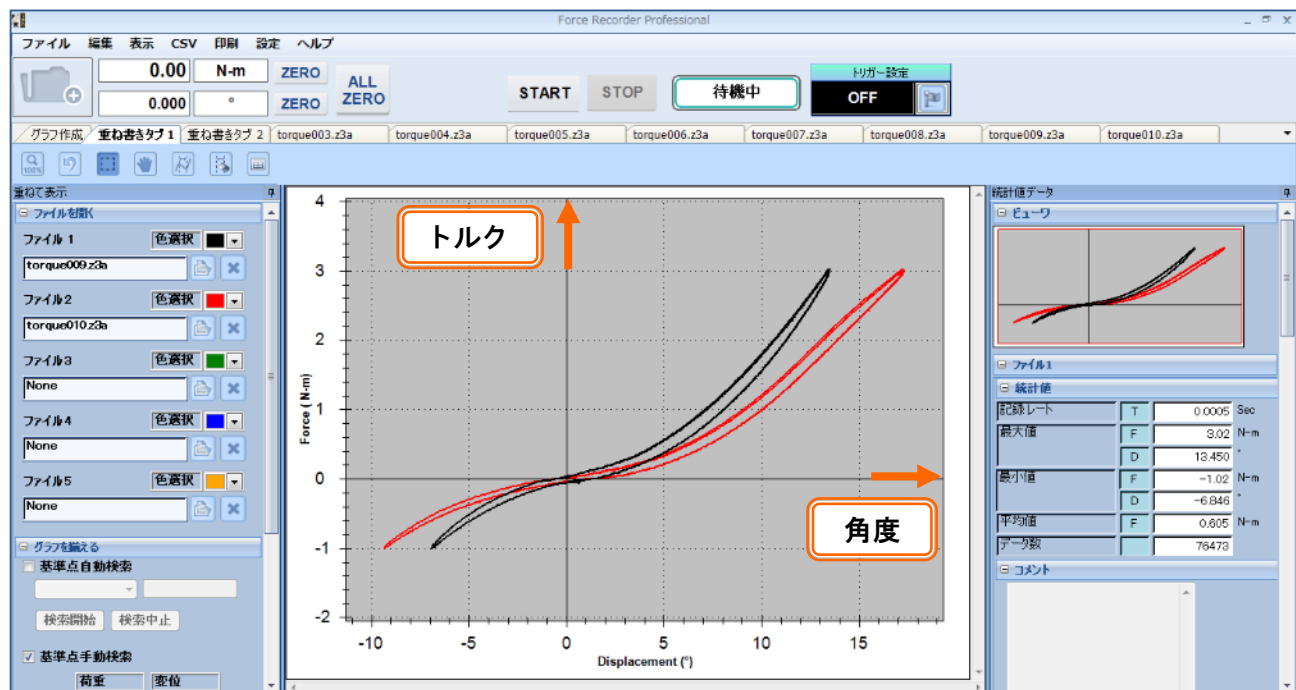 Force Recorder Professional
ファイル 編集 表示 CSV 印刷 設定 ヘルプ
0.00 N-m ZERO
0.000 ° ZERO
ALL ZERO
START STOP 待機中
トリガー設定
OFF
グラフ作成 重ね書きタブ 1 重ね書きタブ 2 torque003.z3a torque004.z3a torque005.z3a torque006.z3a torque007.z3a torque008.z3a torque009.z3a torque010.z3a
100%
重ねて表示
ファイルを開く
ファイル 1 色選択
torque009.z3a
ファイル2 色選択
torque010.z3a
ファイル3 色選択
None
ファイル4 色選択
None
ファイル5 色選択
None
グラフを揃える
基準点自動検索
検索開始 検索中止
基準点手動検索
荷重 変位
トルク
角度
4
3
2
1
0
-1
-2
Force ( N-m)
-10 -5 0 5 10 15
Displacement (°)
統計値データ
ビューワ
ファイル1
統計値
記録レート T 0.0005 Sec
最大値 F 3.02 N-m
D 13.450 °
最小値 F -1.02 N-m
D -6.846 °
平均値 F 0.605 N-m
データ数 76473
コメント